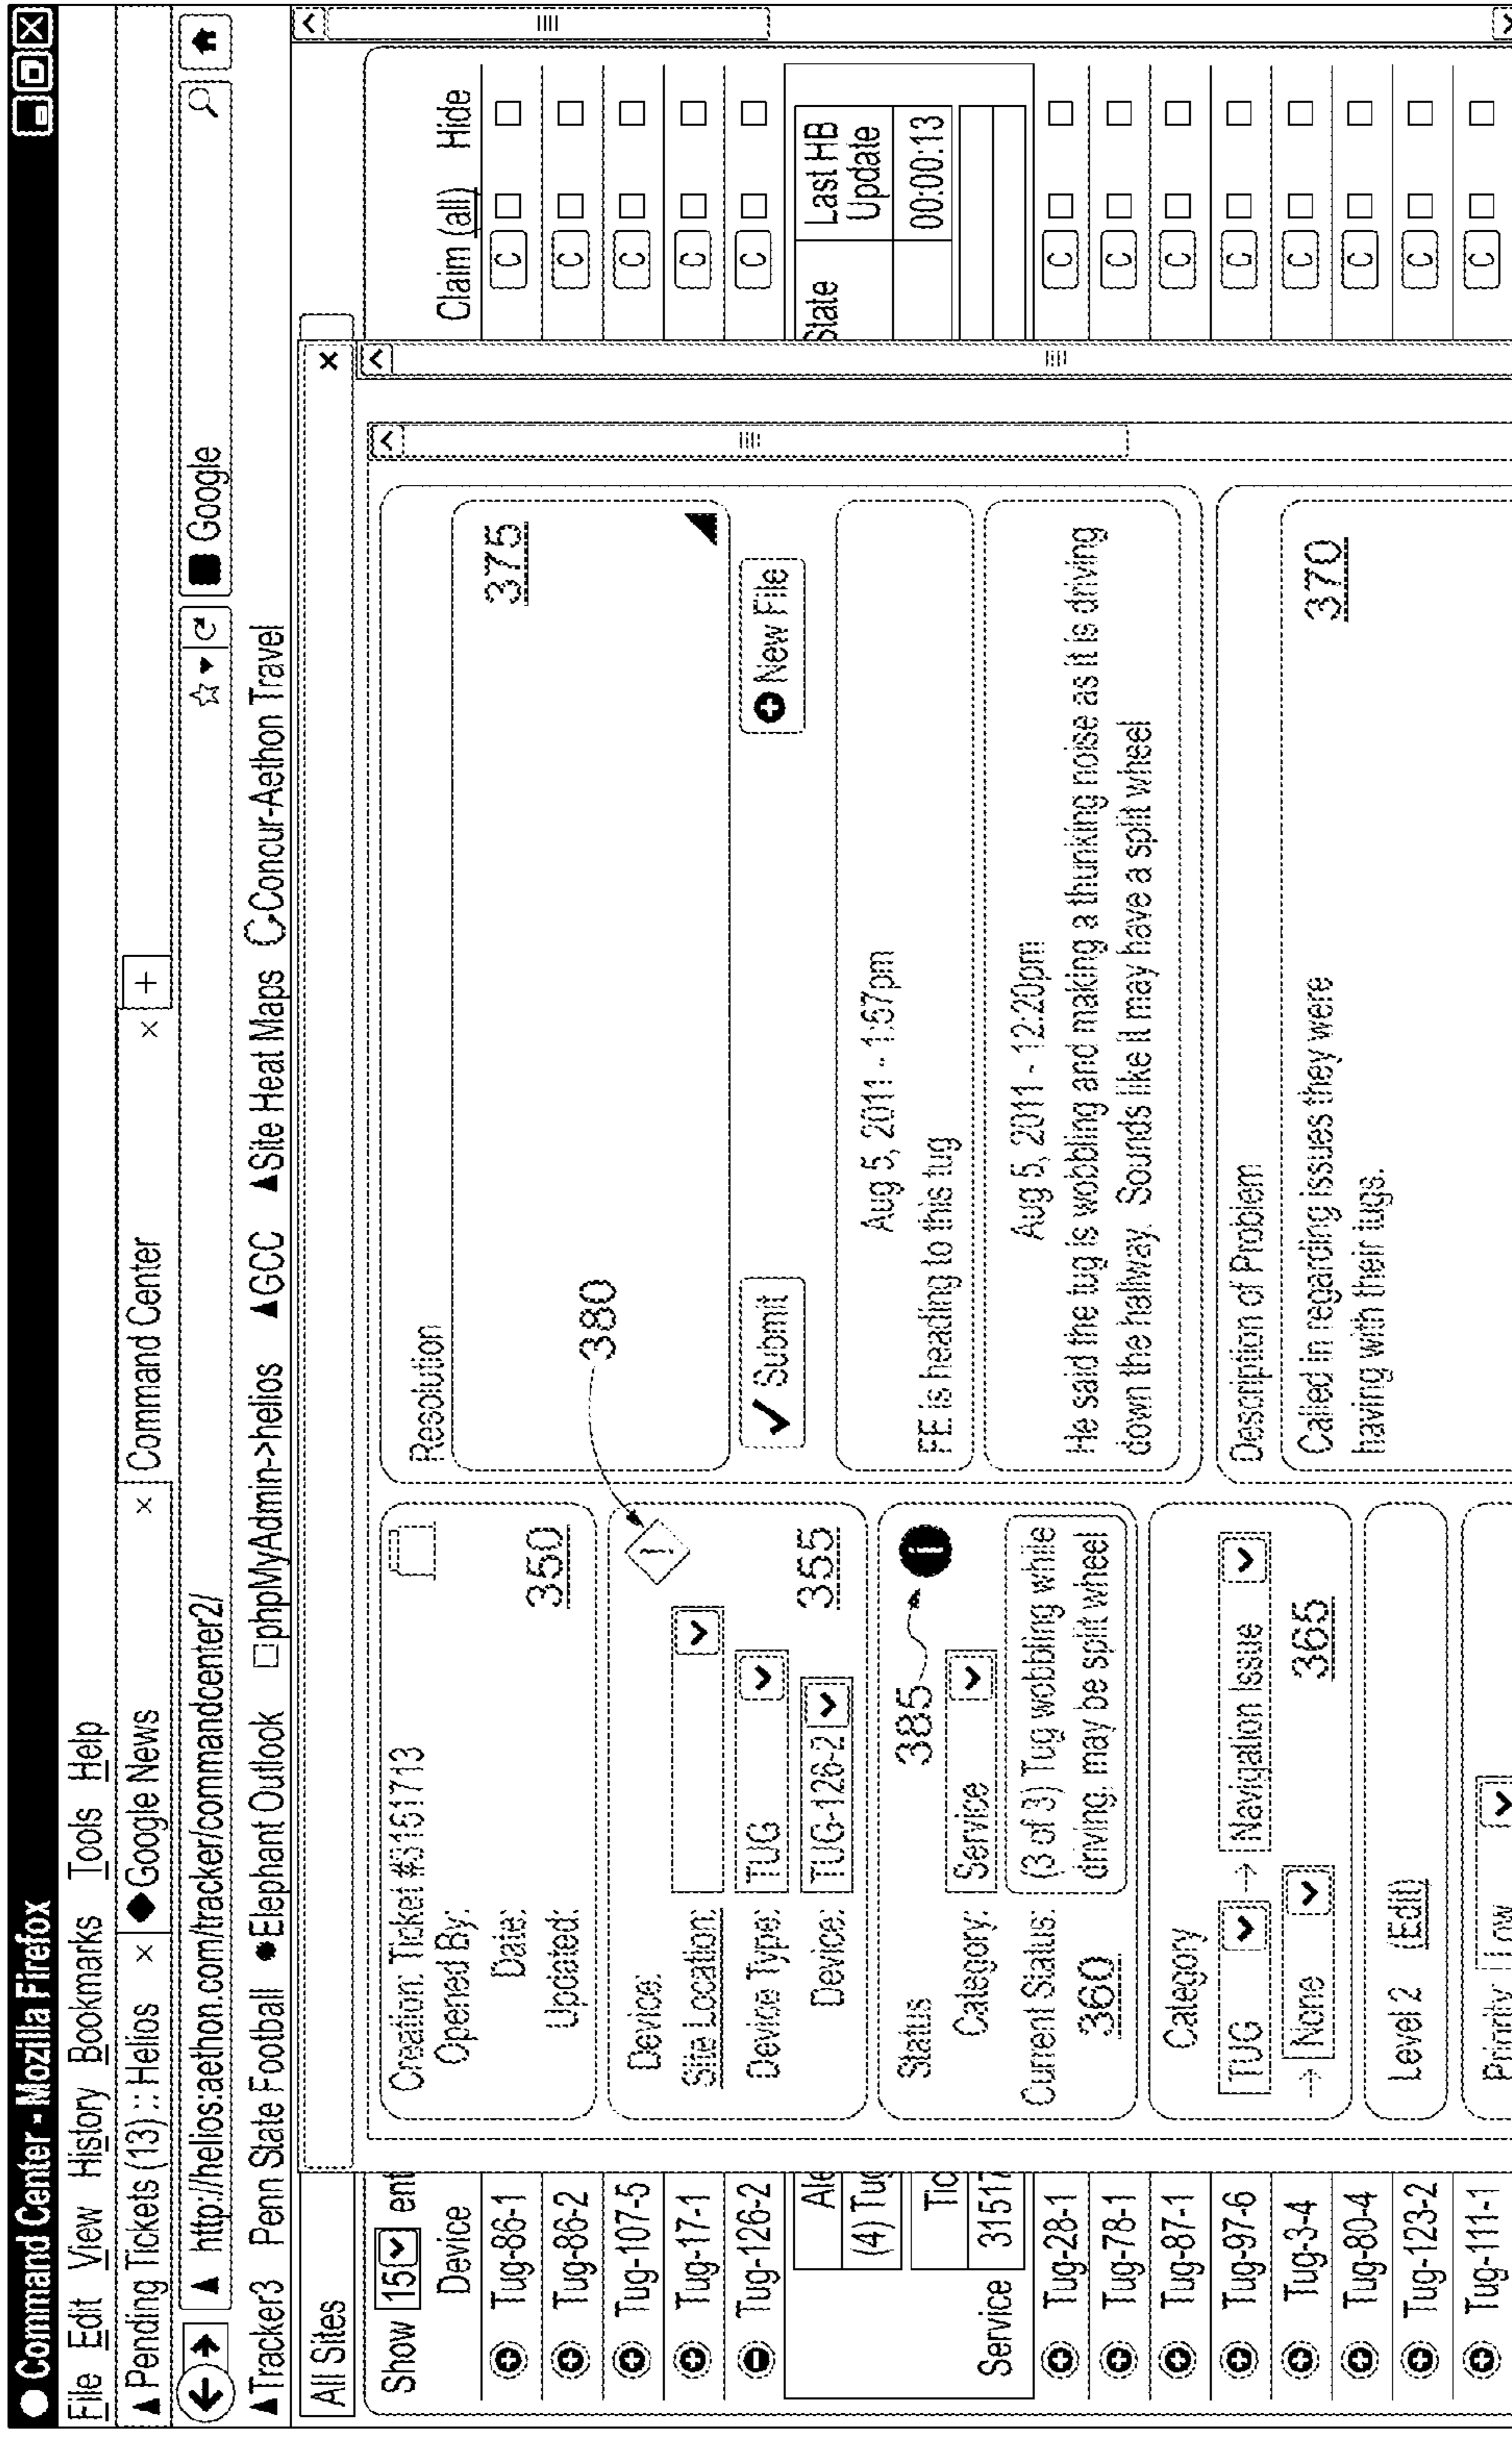 Command Center - Mozilla Firefox
File Edit View History Bookmarks Tools Help
Pending Tickets (13) :: Helios × Google News × Command Center × +
http://helios.aethon.com/tracker/commandcenter2/ Google
Tracker3 Penn State Football Elephant Outlook phpMyAdmin->helios GCC Site Heat Maps Concur-Aethon Travel
All Sites
×
Show 15 ent
Device
Claim (all) Hide
Tug-86-1 C
Tug-86-2 C
Tug-107-5 C
Tug-17-1 C
Tug-126-2 C
Ale
State
Last HB Update
(4) Tug
00:00:13
Tic
Service 31517
Tug-28-1 C
Tug-78-1 C
Tug-87-1 C
Tug-97-6 C
Tug-3-4 C
Tug-80-4 C
Tug-123-2 C
Tug-111-1 C
Creation: Ticket #3151713
Opened By:
Date:
Updated:
350
Device:
Site Location:
Device Type: TUG
Device: TUG-126-2
355
380
Status
385
Category: Service
Current Status: (3 of 3) Tug wobbling while
driving, may be split wheel
360
Category
TUG → Navigation Issue
→ None
365
Level 2 (Edit)
Priority Low
Resolution
375
Submit
New File
Aug 5, 2011 - 1:57pm
FE is heading to this tug
Aug 5, 2011 - 12:20pm
He said the tug is wobbling and making a thunking noise as it is driving
down the hallway. Sounds like it may have a split wheel
Description of Problem
Called in regarding issues they were
having with their tugs.
370